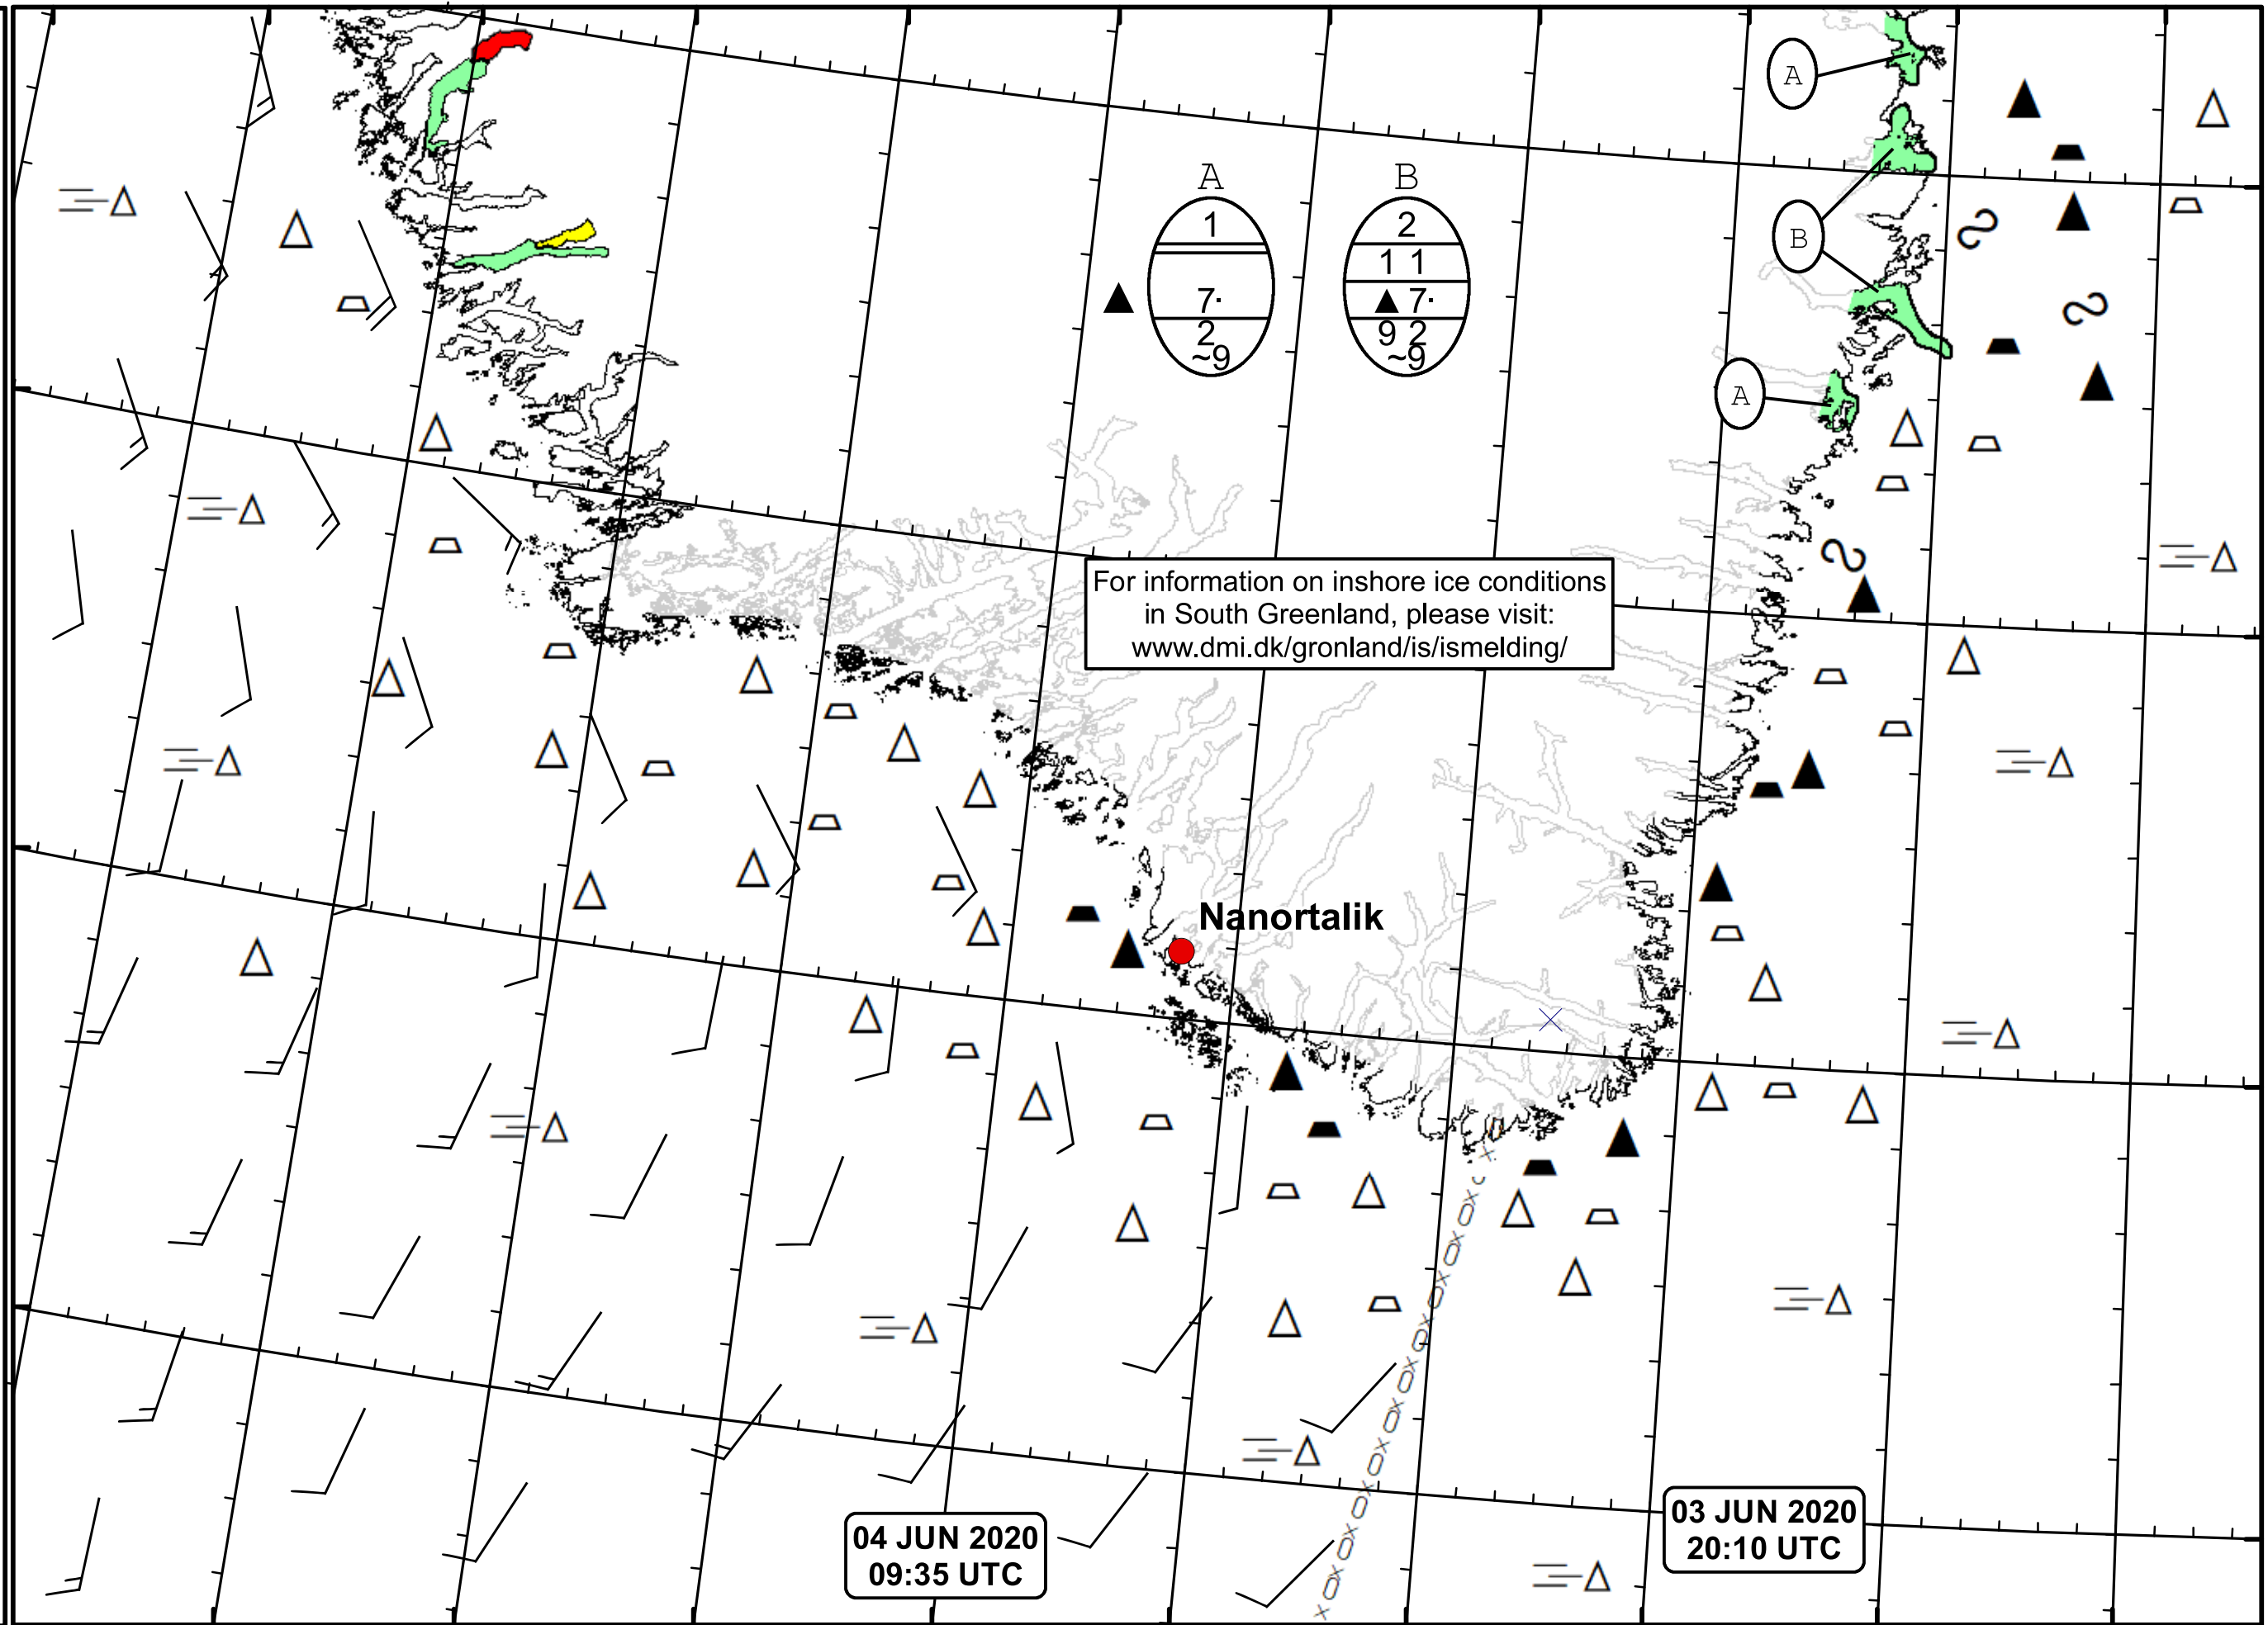 A
A B
1 2
1 1
7· ▲ 7·
2 9 2
~9 ~9
B
A
For information on inshore ice conditions
in South Greenland, please visit:
www.dmi.dk/gronland/is/ismelding/
Nanortalik
04 JUN 2020
09:35 UTC
03 JUN 2020
20:10 UTC